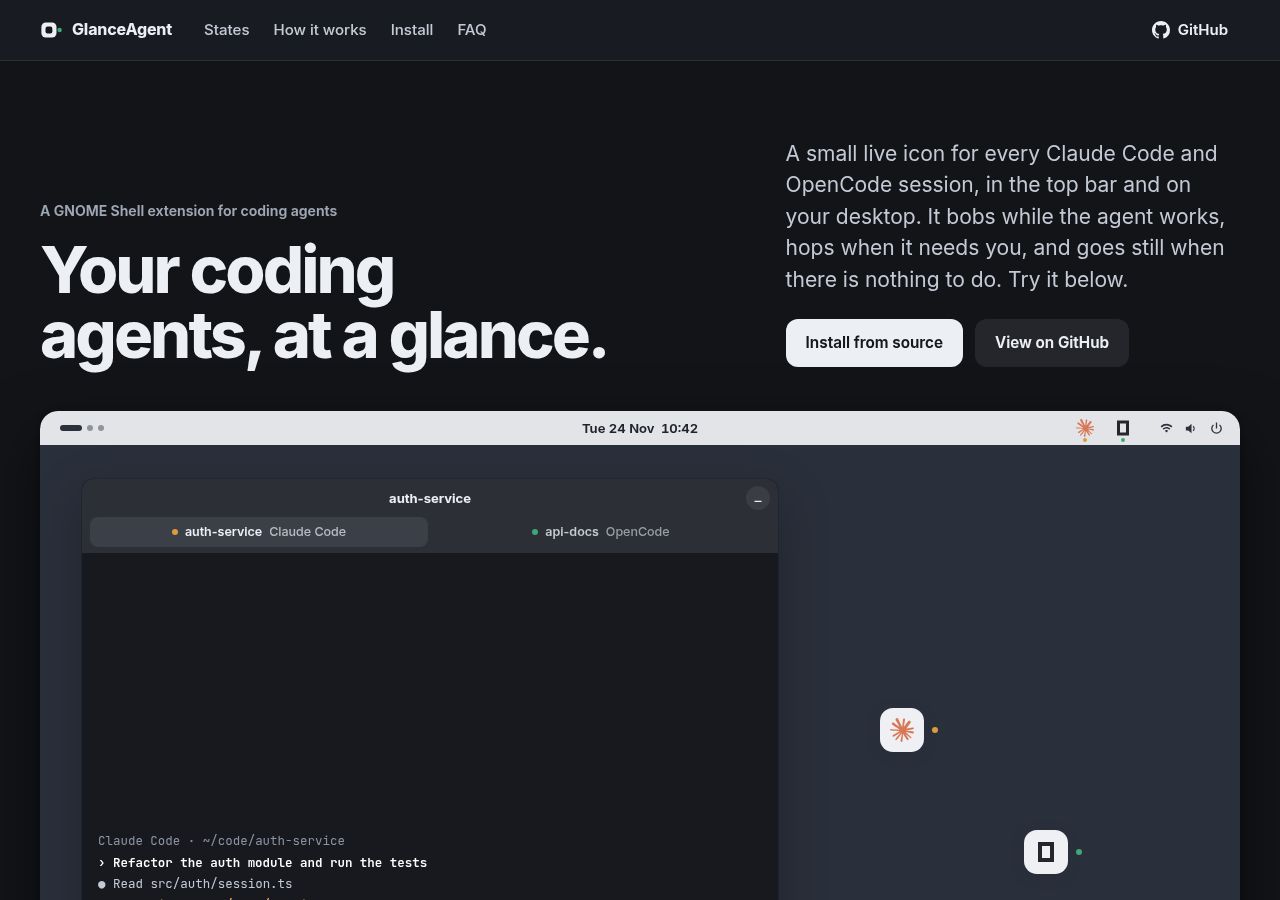 GlanceAgent
States
How it works
Install
FAQ
GitHub
A GNOME Shell extension for coding agents
Your coding
agents, at a glance.
A small live icon for every Claude Code and
OpenCode session, in the top bar and on
your desktop. It bobs while the agent works,
hops when it needs you, and goes still when
there is nothing to do. Try it below.
Install from source
View on GitHub
Tue 24 Nov 10:42
auth-service
auth-service Claude Code
api-docs OpenCode
Claude Code · ~/code/auth-service
› Refactor the auth module and run the tests
● Read src/auth/session.ts